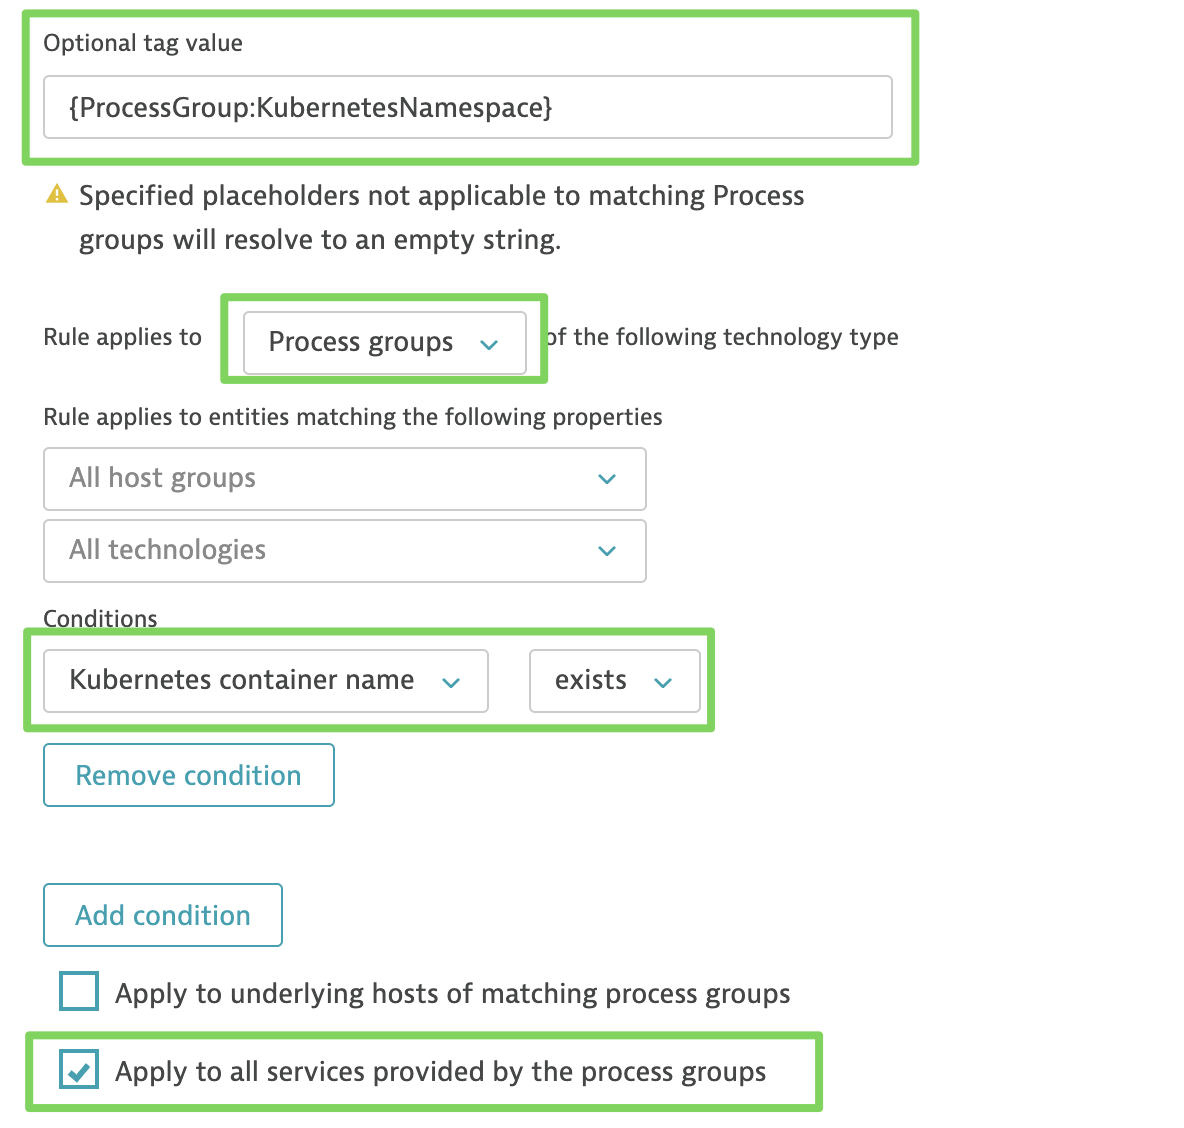 Optional tag value
{ProcessGroup:KubernetesNamespace}
Specified placeholders not applicable to matching Process
groups will resolve to an empty string.
Rule applies to Process groups of the following technology type
Rule applies to entities matching the following properties
All host groups
All technologies
Conditions
Kubernetes container name exists
Remove condition
Add condition
Apply to underlying hosts of matching process groups
Apply to all services provided by the process groups